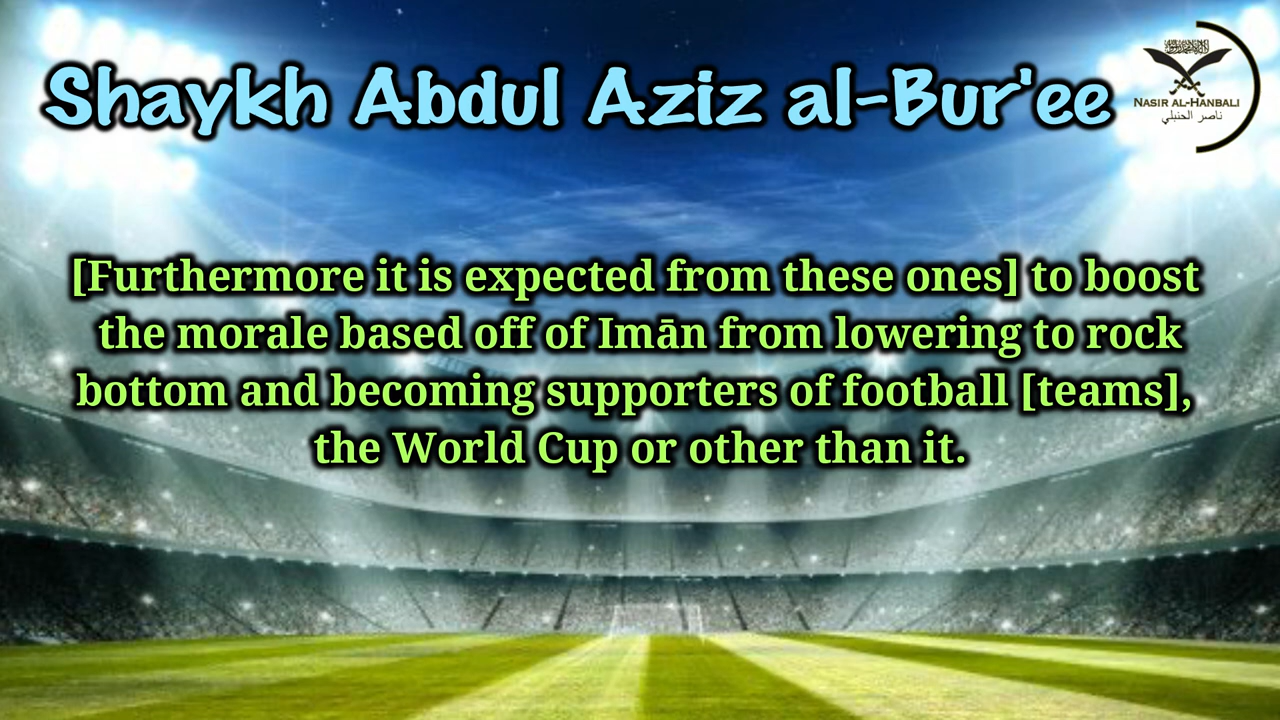 Shaykh Abdul Aziz al-Bur'ee
NASIR AL-HANBALI
ناصر الحنبلي
[Furthermore it is expected from these ones] to boost
the morale based off of Imān from lowering to rock
bottom and becoming supporters of football [teams],
the World Cup or other than it.